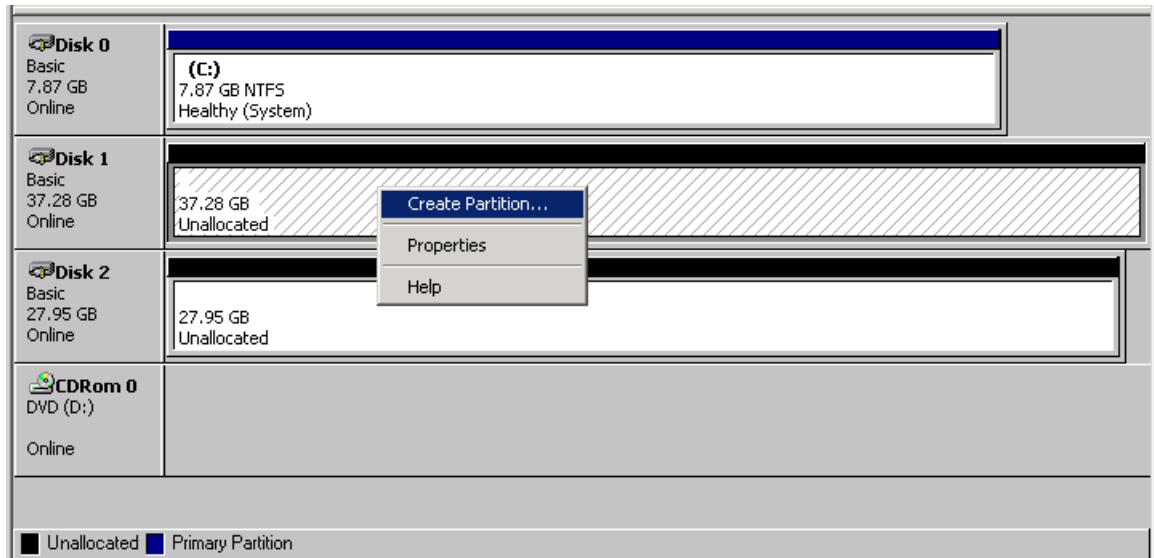 Disk 0
Basic
7.87 GB
Online
(C:)
7.87 GB NTFS
Healthy (System)
Disk 1
Basic
37.28 GB
Online
37.28 GB
Unallocated
Create Partition...
Properties
Help
Disk 2
Basic
27.95 GB
Online
27.95 GB
Unallocated
CDRom 0
DVD (D:)
Online
Unallocated Primary Partition